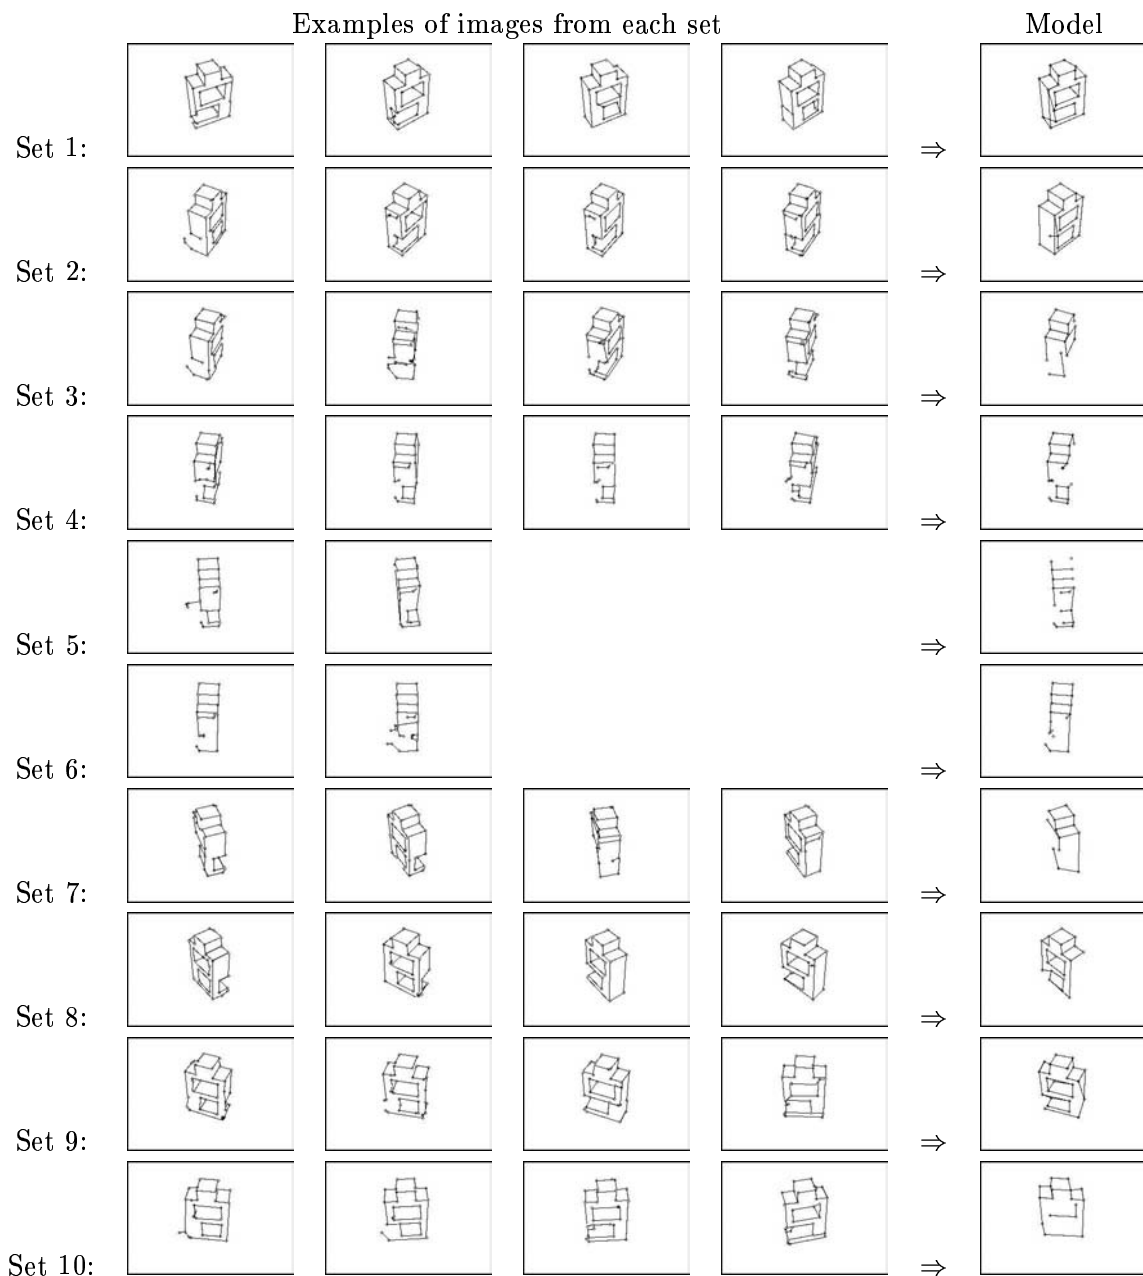 Examples of images from each set Model
Set 1: ⇒
Set 2: ⇒
Set 3: ⇒
Set 4: ⇒
Set 5: ⇒
Set 6: ⇒
Set 7: ⇒
Set 8: ⇒
Set 9: ⇒
Set 10: ⇒